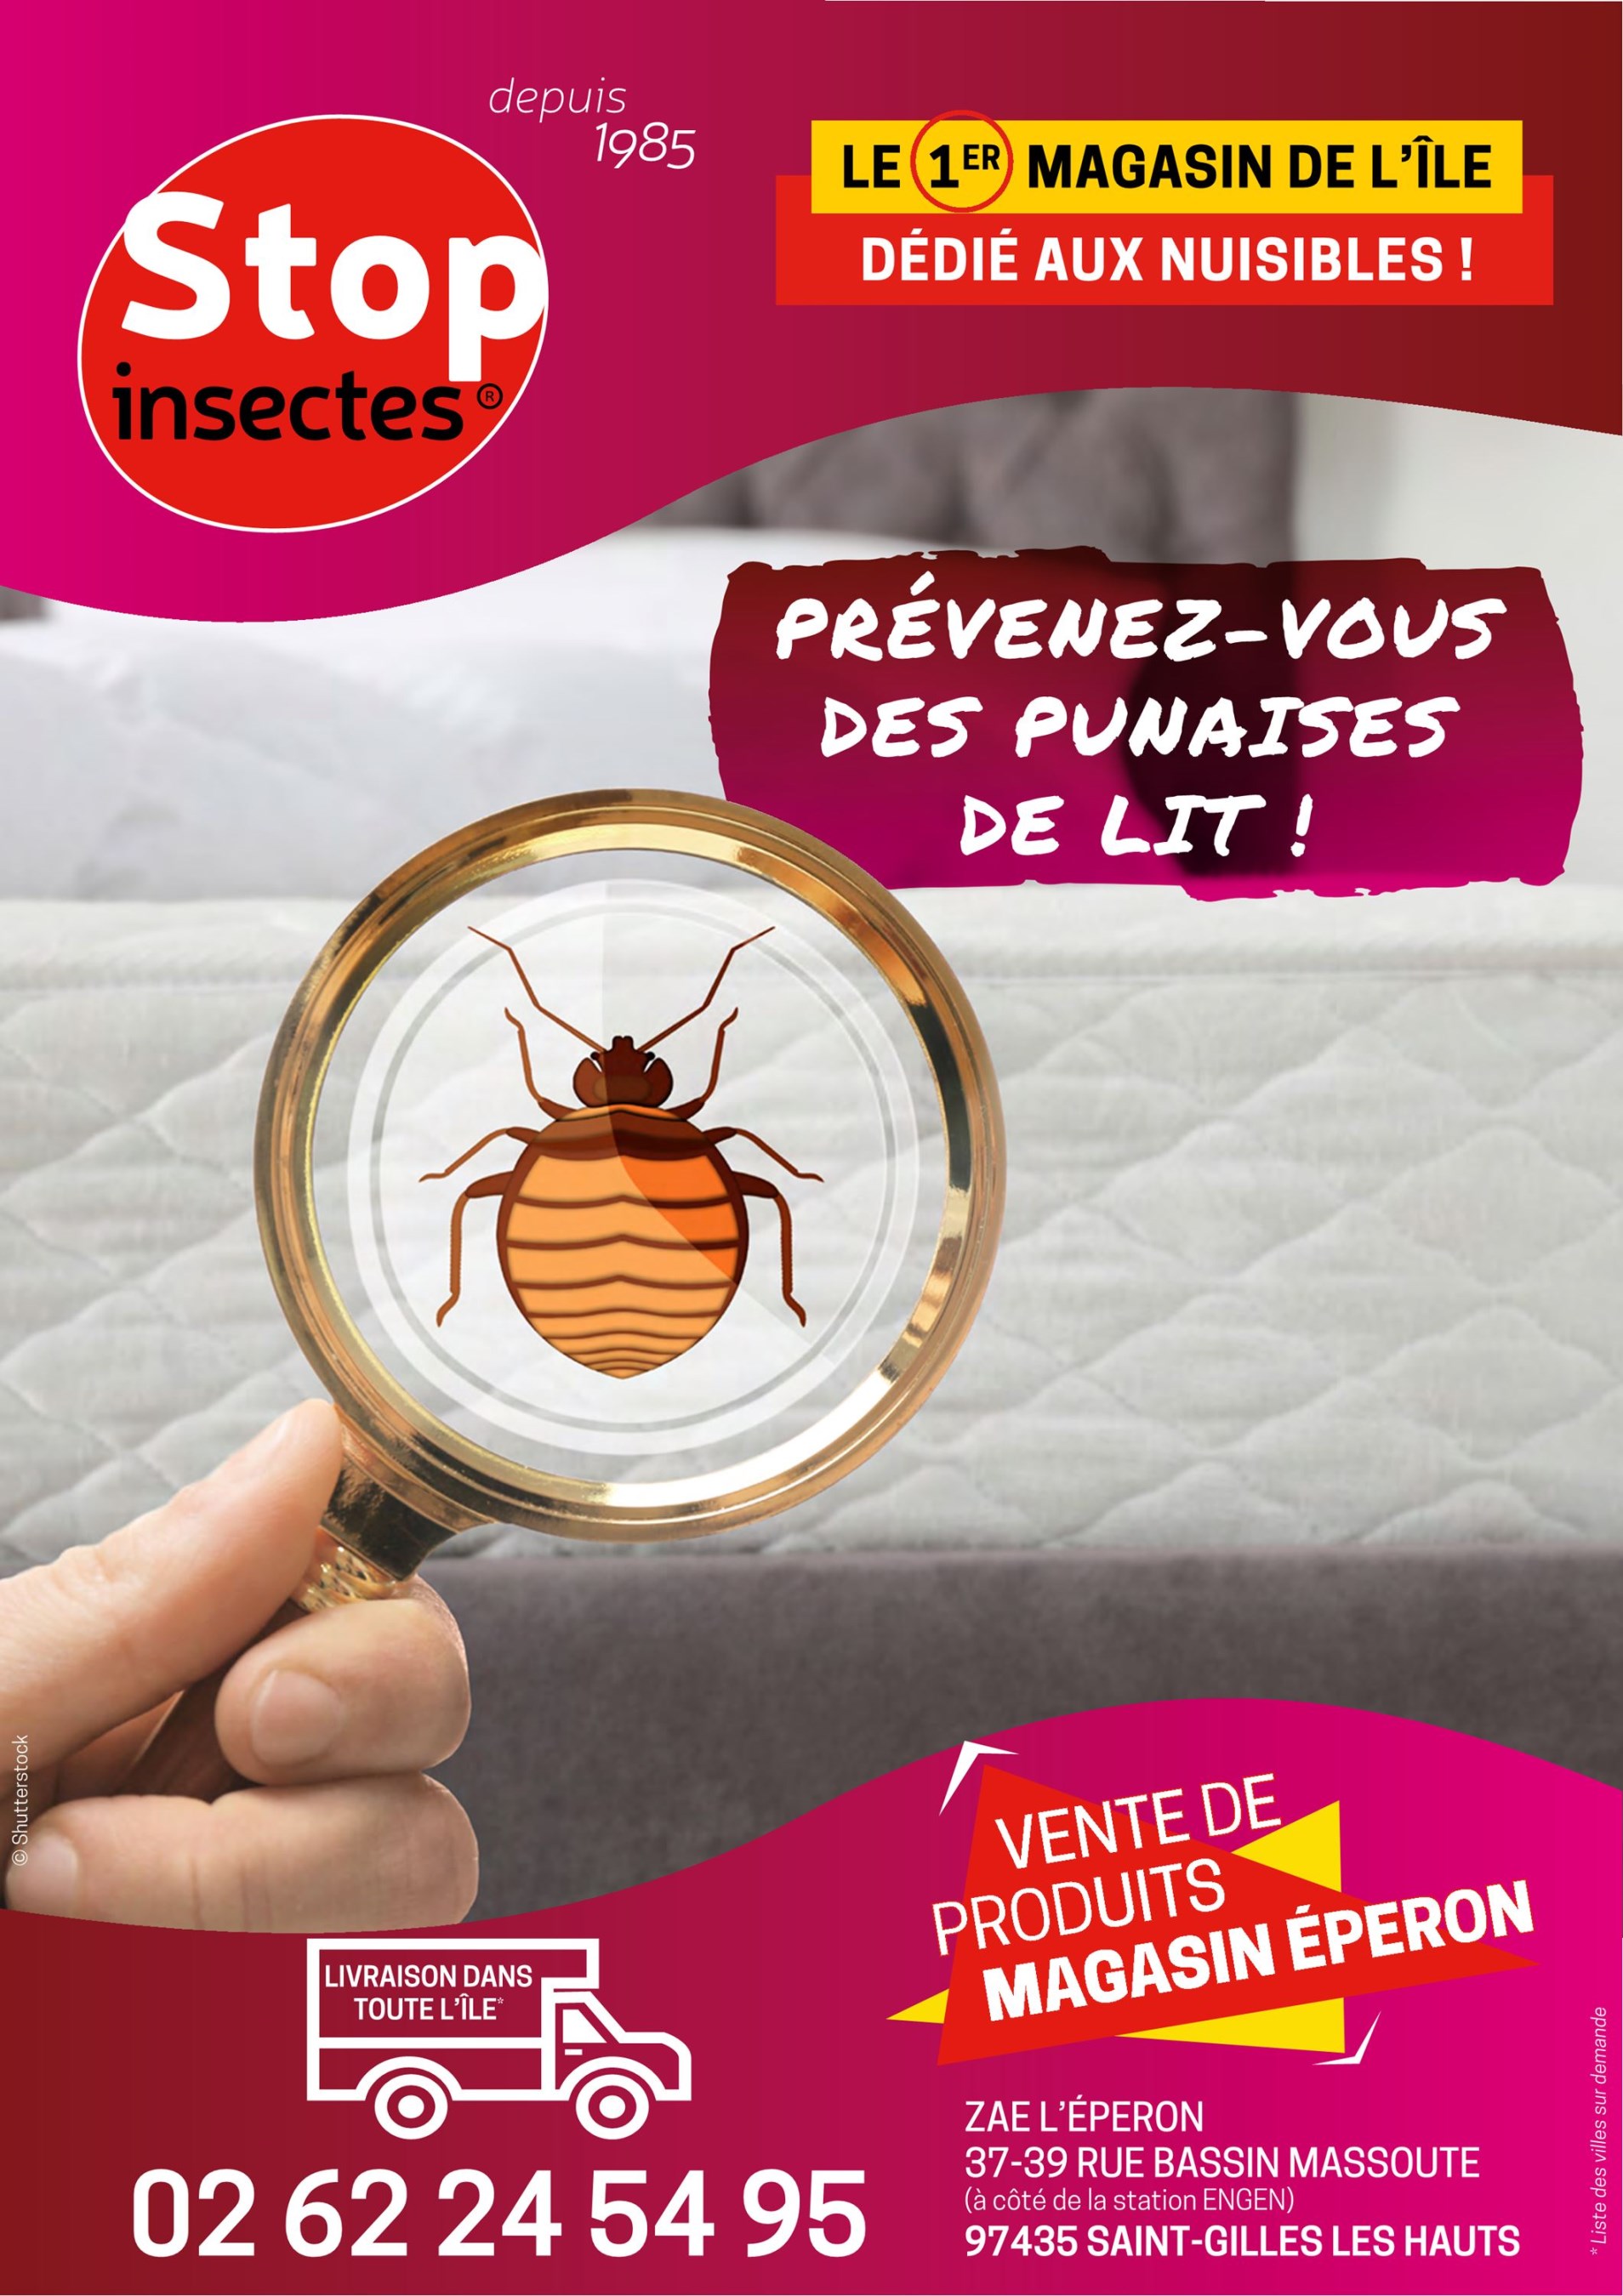 depuis
1985
Stop
insectes®
LE 1ER MAGASIN DE L'ÎLE
DÉDIÉ AUX NUISIBLES !
PRÉVENEZ-VOUS
DES PUNAISES
DE LIT !
© Shutterstock
VENTE DE
PRODUITS
MAGASIN ÉPERON
LIVRAISON DANS
TOUTE L'ÎLE*
02 62 24 54 95
ZAE L'ÉPERON
37-39 RUE BASSIN MASSOUTE
(à côté de la station ENGEN)
97435 SAINT-GILLES LES HAUTS
* Liste des villes sur demande